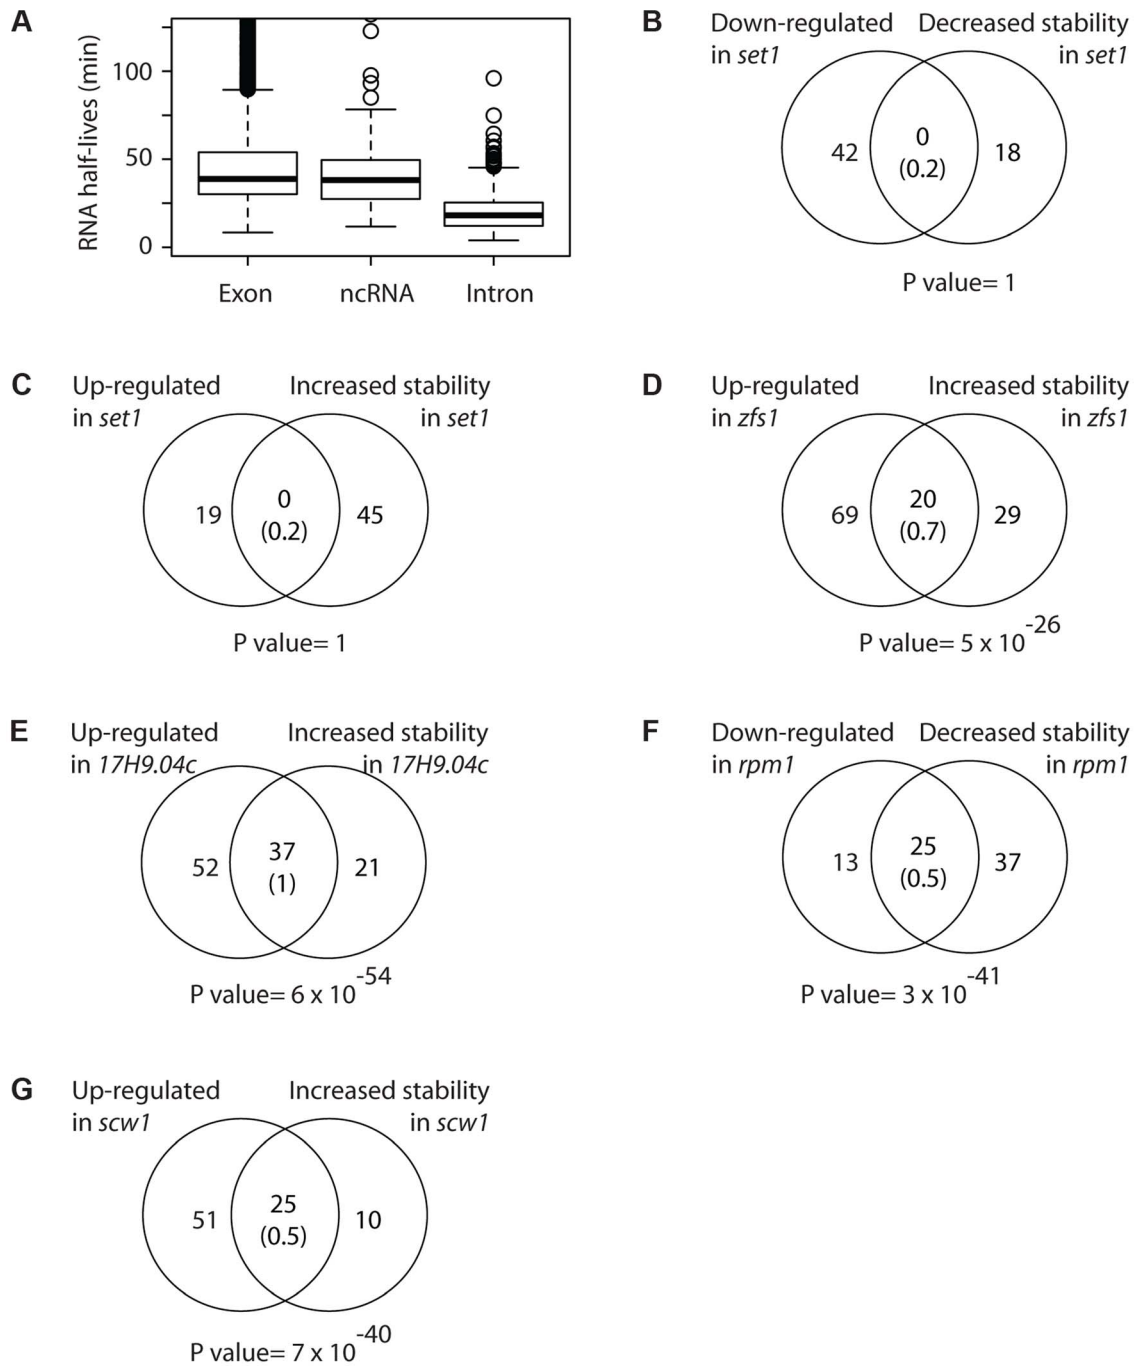 A
RNA half-lives (min)
100
50
0
Exon ncRNA Intron
B
Down-regulated
in set1
Decreased stability
in set1
42
0
(0.2)
18
P value= 1
C
Up-regulated
in set1
Increased stability
in set1
19
0
(0.2)
45
P value= 1
D
Up-regulated
in zfs1
Increased stability
in zfs1
69
20
(0.7)
29
P value= 5 x 10-26
E
Up-regulated
in 17H9.04c
Increased stability
in 17H9.04c
52
37
(1)
21
P value= 6 x 10-54
F
Down-regulated
in rpm1
Decreased stability
in rpm1
13
25
(0.5)
37
P value= 3 x 10-41
G
Up-regulated
in scw1
Increased stability
in scw1
51
25
(0.5)
10
P value= 7 x 10-40